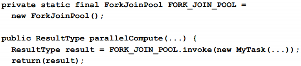 private static final ForkJoinPool FORK_JOIN_POOL =
new ForkJoinPool();
public ResultType parallelCompute(...) {
ResultType result = FORK_JOIN_POOL.invoke(new MyTask(...));
return(result);